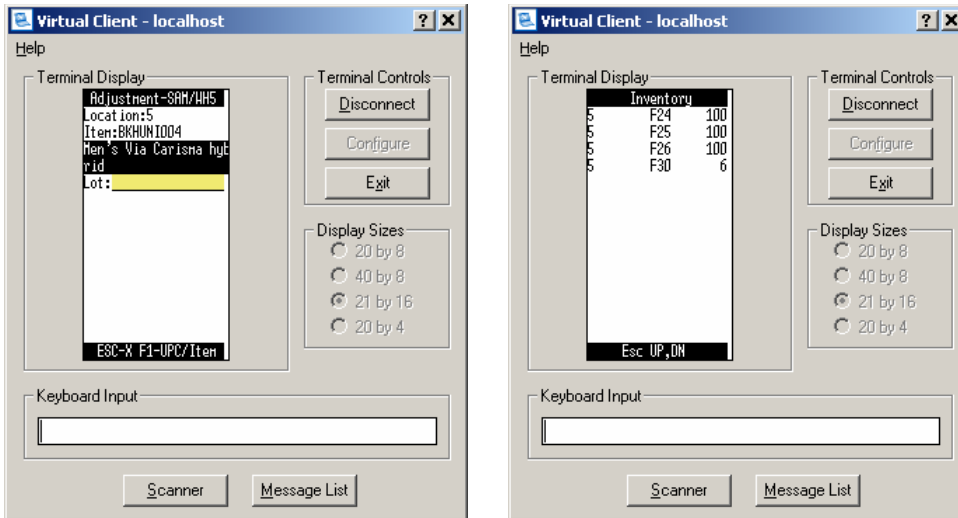 Virtual Client - localhost
Help
Terminal Display
Adjustment-SAM/WH5
Location:5
Item:BKHUNI004
Men's Via Carisma hyb
rid
Lot:
ESC-X F1-UPC/Item
Terminal Controls
Disconnect
Configure
Exit
Display Sizes
20 by 8
40 by 8
21 by 16
20 by 4
Keyboard Input
Scanner
Message List
Virtual Client - localhost
Help
Terminal Display
Inventory
5 F24 100
5 F25 100
5 F26 100
5 F30 6
Esc UP,DN
Terminal Controls
Disconnect
Configure
Exit
Display Sizes
20 by 8
40 by 8
21 by 16
20 by 4
Keyboard Input
Scanner
Message List